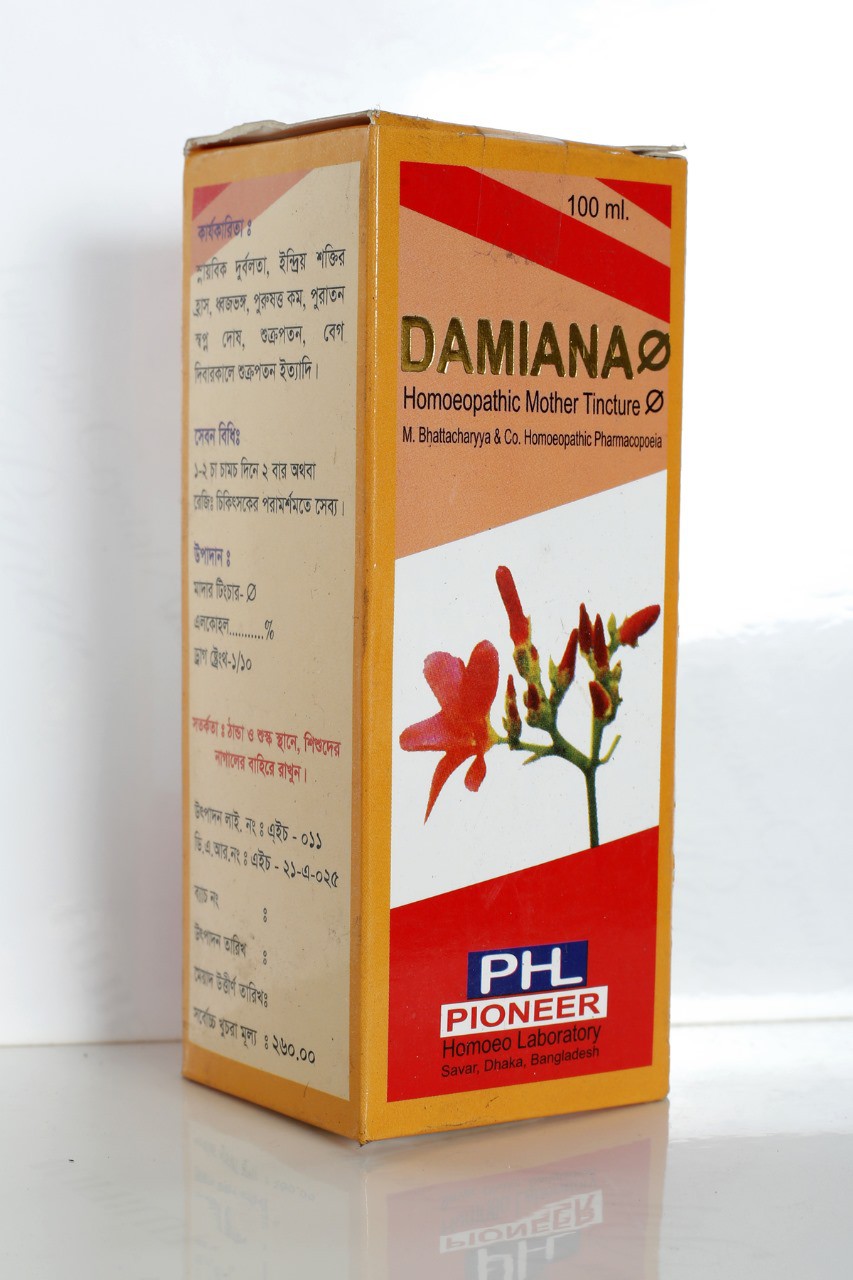 কার্যকারিতা ঃ
স্নায়বিক দুর্বলতা, ইন্দ্রিয় শক্তির
হ্রাস, ধ্বজভঙ্গ, পুরুষত্ত কম, পুরাতন
স্বপ্ন দোষ, শুক্রপতন, বেগ
দিবারকালে শুক্রপতন ইত্যাদি।
সেবন বিধিঃ
১-২ চা চামচ দিনে ২ বার অথবা
রেজিঃ চিকিৎসকের পরামর্শমতে সেব্য।
উপাদান ঃ
মাদার টিংচার- Ø
এলকোহল...........%
ড্রাগ ষ্ট্রেংথ-১/১০
সতর্কতা ঃ ঠান্ডা ও শুষ্ক স্থানে, শিশুদের
নাগালের বাহিরে রাখুন।
উৎপাদন লাই. নং ঃ এইচ - ০১১
ডি.এ.আর.নং ঃ এইচ - ২১-এ-০২৫
ব্যাচ নং ঃ
উৎপাদন তারিখ ঃ
মেয়াদ উত্তীর্ণ তারিখঃ
সর্বোচ্চ খুচরা মূল্য ঃ ২৬০.০০
100 ml.
DAMIANA Ø
Homoeopathic Mother Tincture Ø
M. Bhattacharyya & Co. Homoeopathic Pharmacopoeia
PHL
PIONEER
Homoeo Laboratory
Savar, Dhaka, Bangladesh